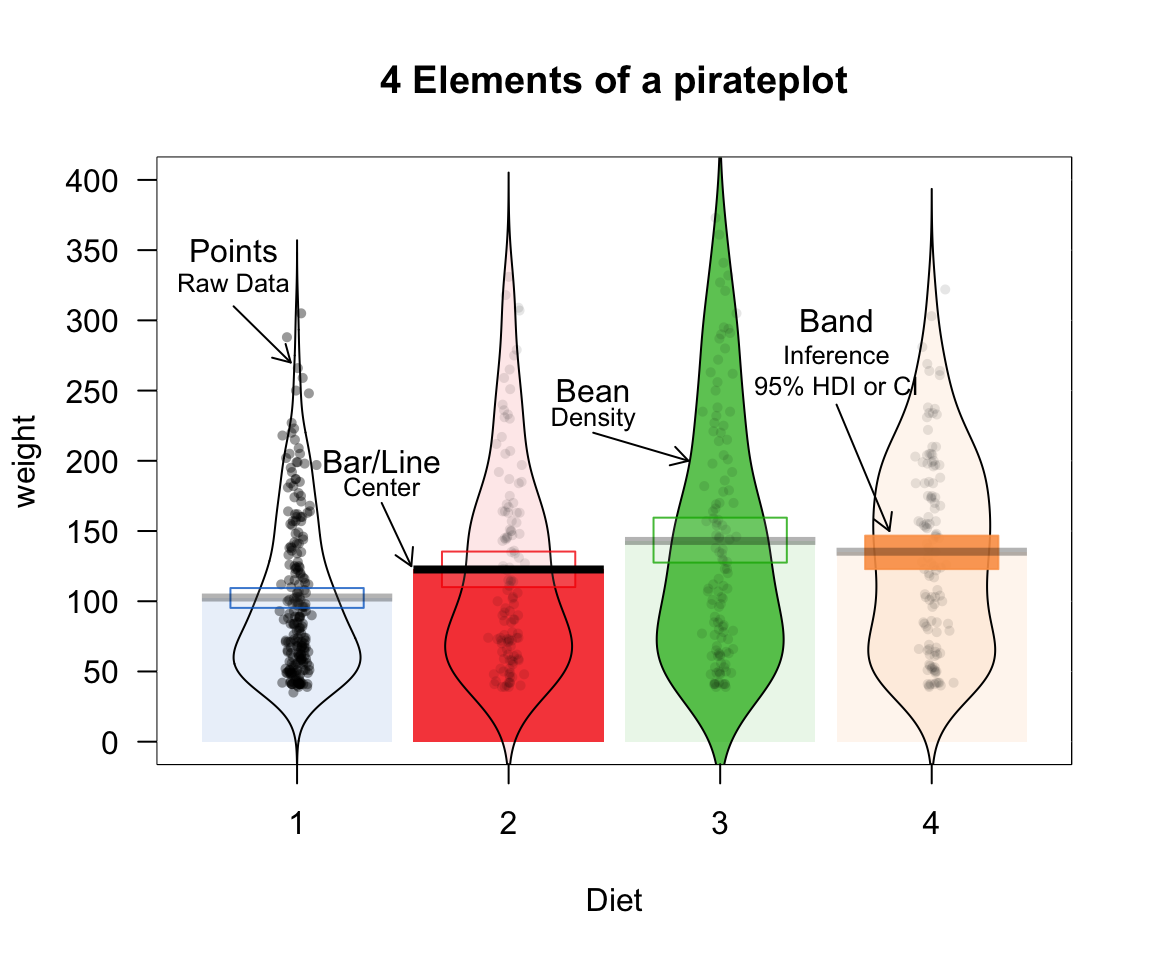 4 Elements of a pirateplot
weight
400
350
300
250
200
150
100
50
0
Points
Raw Data
Bar/Line
Center
Bean
Density
Band
Inference
95% HDI or CI
1
2
3
4
Diet